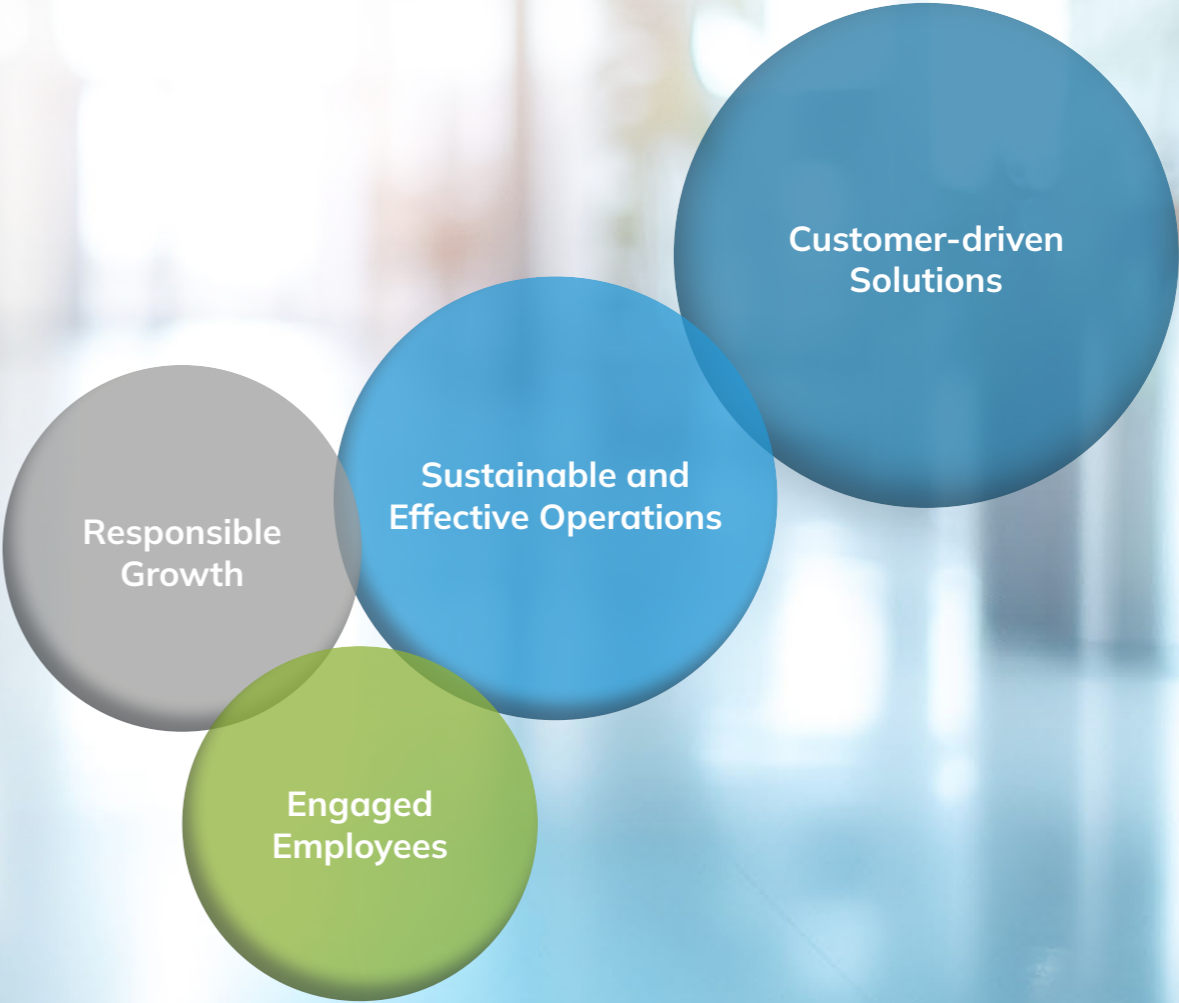 Customer-driven
Solutions
Sustainable and
Effective Operations
Responsible
Growth
Engaged
Employees